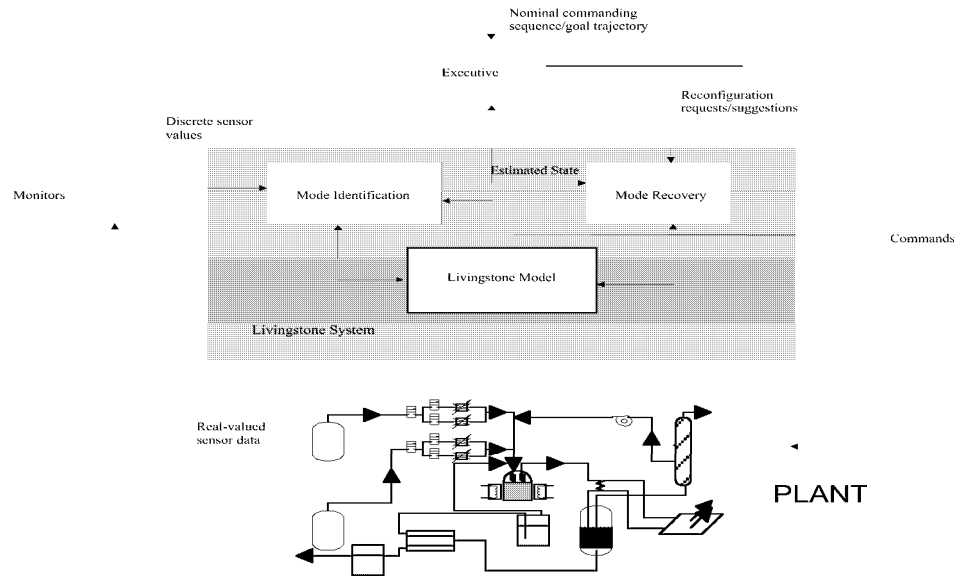 Nominal commanding
sequence/goal trajectory
Executive
Reconfiguration
requests/suggestions
Discrete sensor
values
Estimated State
Monitors
Mode Identification
Mode Recovery
Commands
Livingstone Model
Livingstone System
Real-valued
sensor data
PLANT